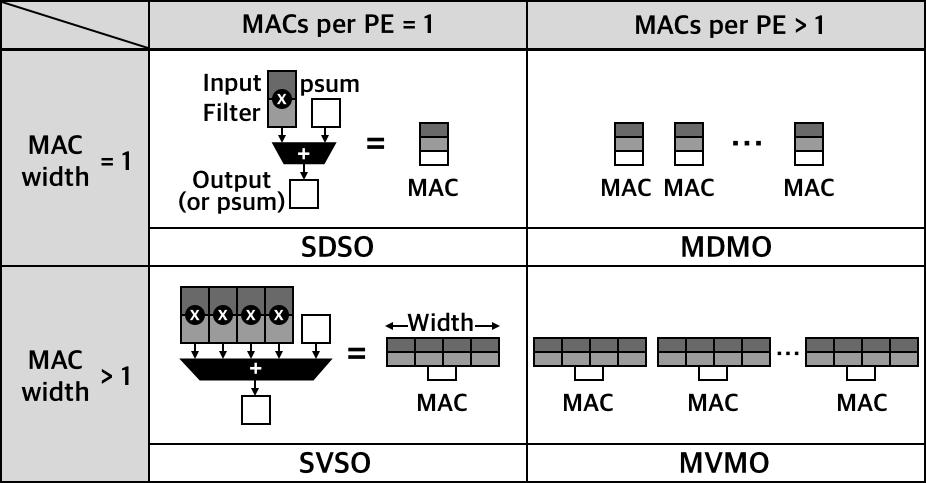 MACs per PE = 1
MACs per PE > 1
MAC
width = 1
Input
Filter
psum
x
+
Output
(or psum)
=
MAC
MAC
MAC
...
MAC
SDSO
MDMO
MAC
width > 1
x x x x
+
=
Width
MAC
MAC
MAC
...
MAC
SVSO
MVMO